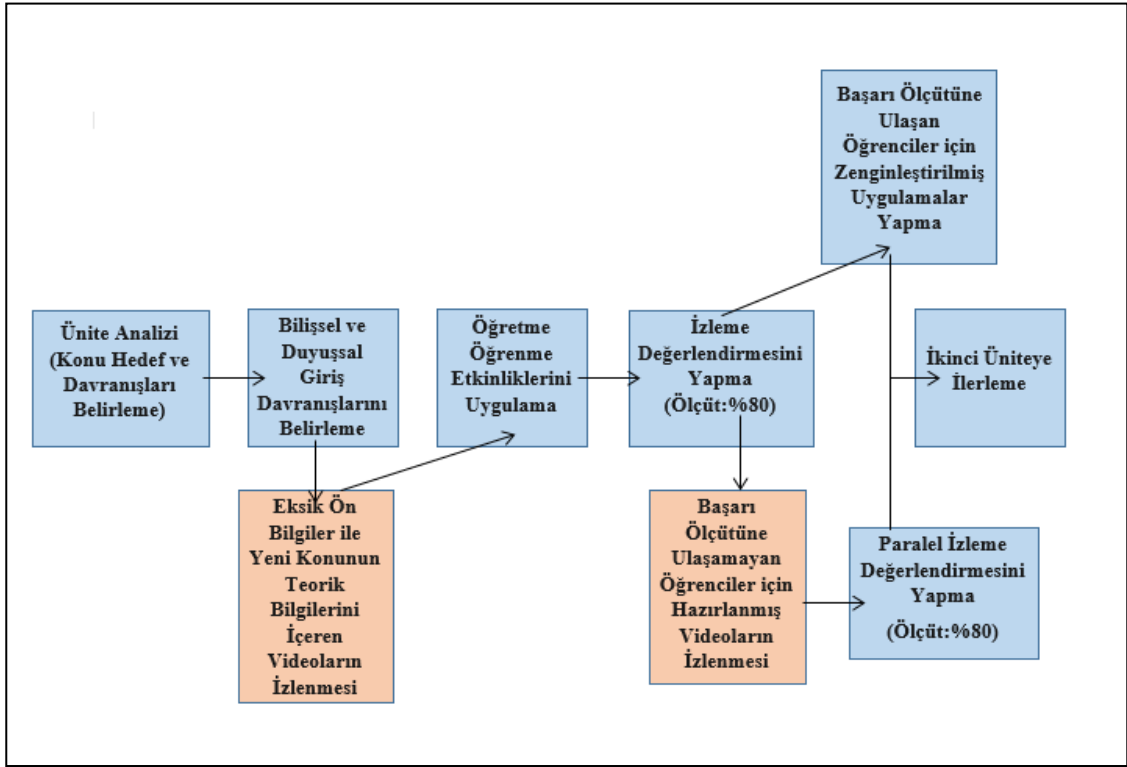 Başarı Ölçütüne
Ulaşan
Öğrenciler için
Zenginleştirilmiş
Uygulamalar
Yapma
Ünite Analizi
(Konu Hedef ve
Davranışları
Belirleme)
Bilişsel ve
Duyuşsal
Giriş
Davranışlarını
Belirleme
Öğretme
Öğrenme
Etkinliklerini
Uygulama
İzleme
Değerlendirmesini
Yapma
(Ölçüt:%80)
İkinci Üniteye
İlerleme
Eksik Ön
Bilgiler ile
Yeni Konunun
Teorik
Bilgilerini
İçeren
Videoların
İzlenmesi
Başarı
Ölçütüne
Ulaşamayan
Öğrenciler için
Hazırlanmış
Videoların
İzlenmesi
Paralel İzleme
Değerlendirmesini
Yapma
(Ölçüt:%80)